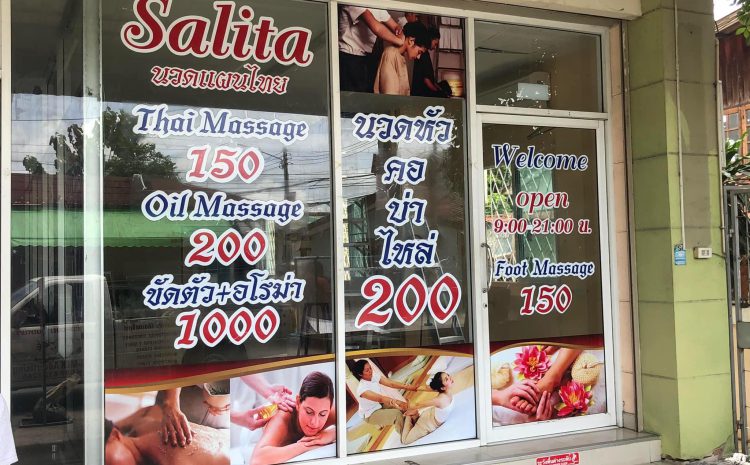 Salita
นวดแผนไทย
Thai Massage
150
Oil Massage
200
ขัดตัว+อโรม่า
1000
นวดหัว
คอ
บ่า
ไหล่
200
Welcome
open
9:00-21:00 น.
Foot Massage
150